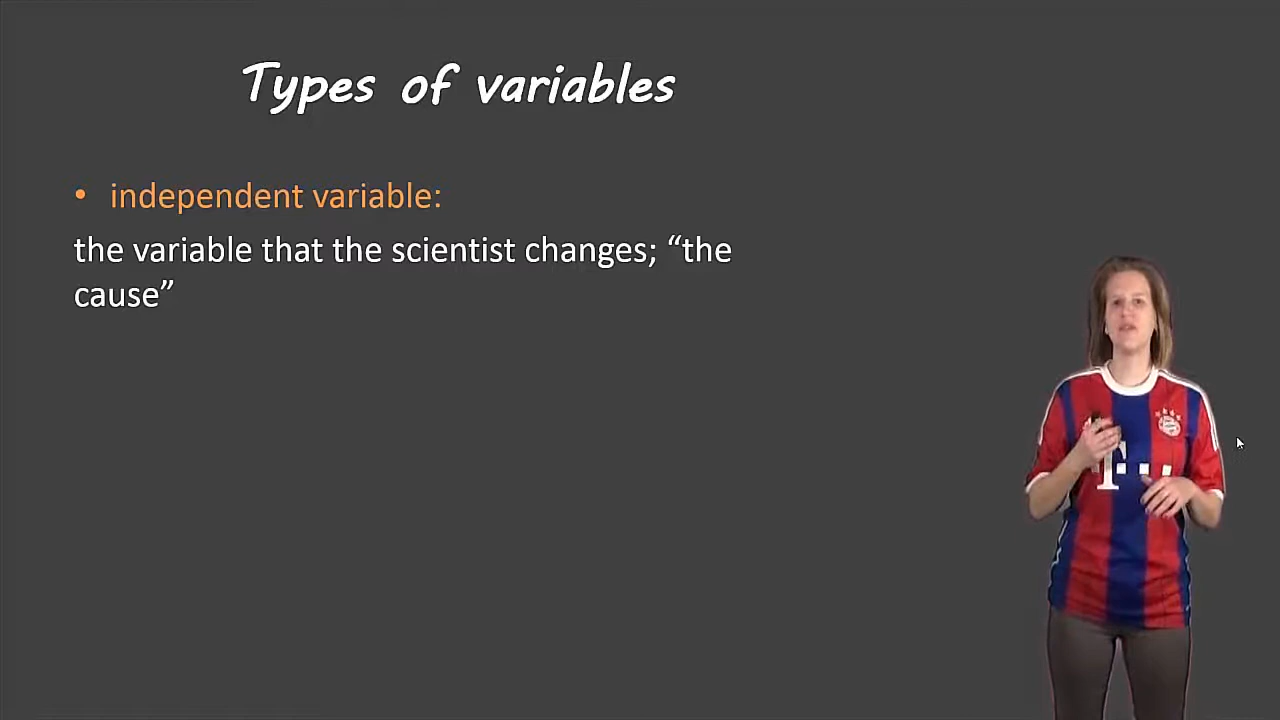 Types of variables
• independent variable:
the variable that the scientist changes; “the
cause”
T..